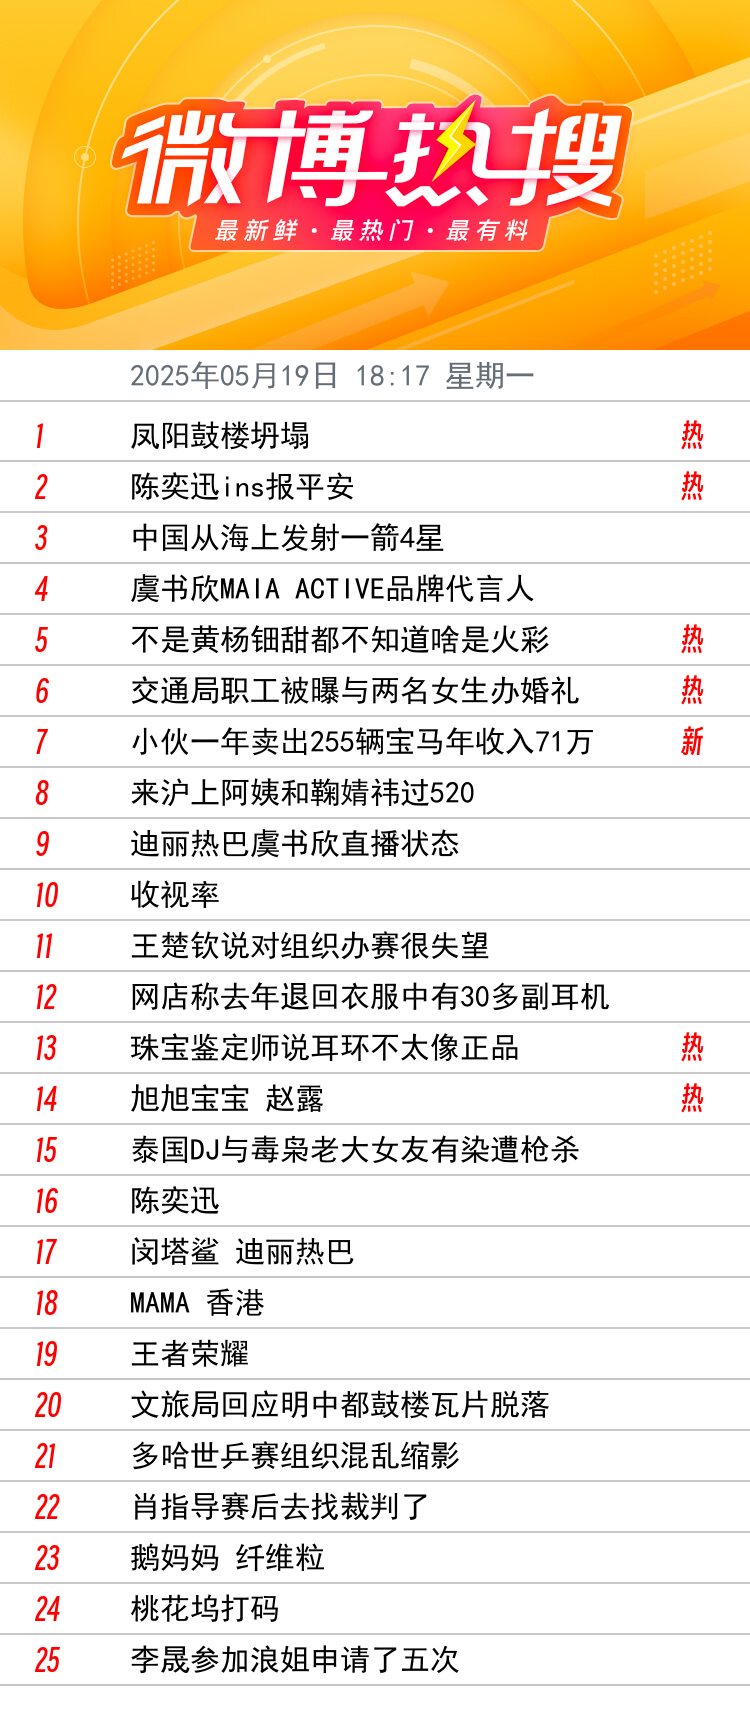 微博热搜
最新鲜·最热门·最有料
2025年05月19日 18:17 星期一
1 凤阳鼓楼坍塌 热
2 陈奕迅ins报平安 热
3 中国从海上发射一箭4星
4 虞书欣MAIA ACTIVE品牌代言人
5 不是黄杨钿甜都不知道啥是火彩 热
6 交通局职工被曝与两名女生办婚礼 热
7 小伙一年卖出255辆宝马年收入71万 新
8 来沪上阿姨和鞠婧祎过520
9 迪丽热巴虞书欣直播状态
10 收视率
11 王楚钦说对组织办赛很失望
12 网店称去年退回衣服中有30多副耳机
13 珠宝鉴定师说耳环不太像正品 热
14 旭旭宝宝 赵露 热
15 泰国DJ与毒枭老大女友有染遭枪杀
16 陈奕迅
17 闵塔鲨 迪丽热巴
18 MAMA 香港
19 王者荣耀
20 文旅局回应明中都鼓楼瓦片脱落
21 多哈世乒赛组织混乱缩影
22 肖指导赛后去找裁判了
23 鹅妈妈 纤维粒
24 桃花坞打码
25 李晟参加浪姐申请了五次